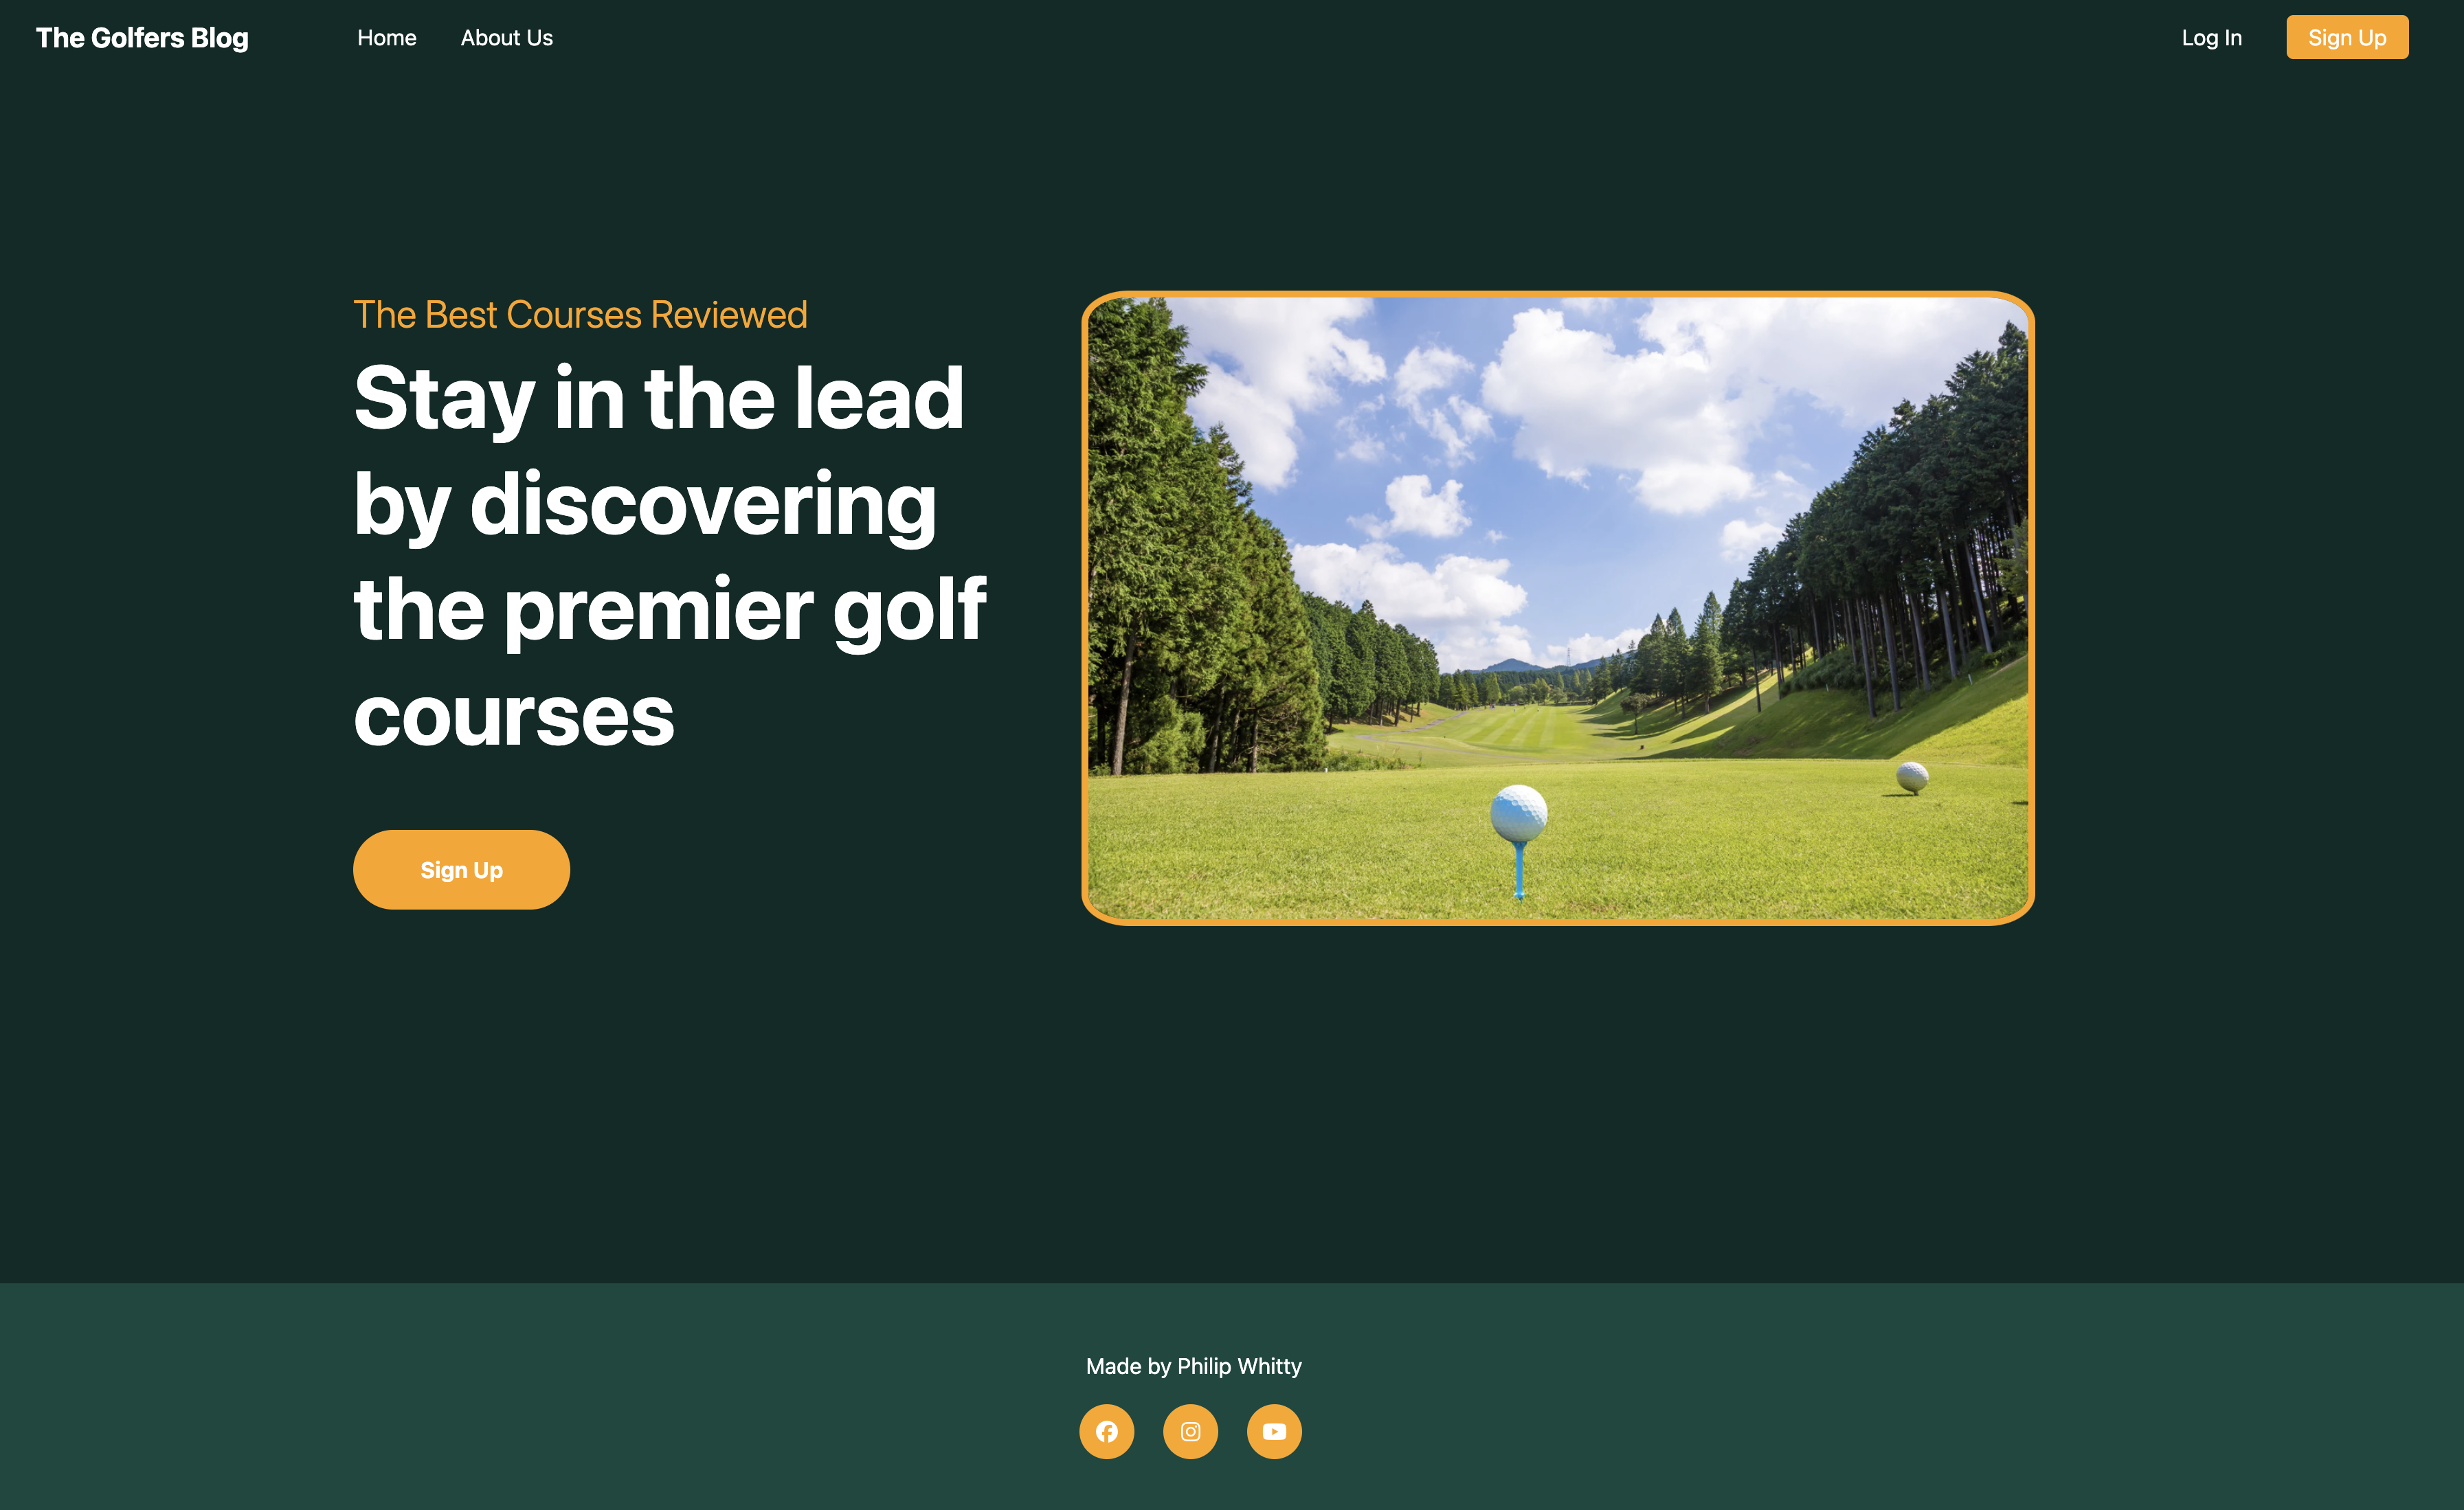 The Golfers Blog
Home
About Us
Log In
Sign Up
The Best Courses Reviewed
Stay in the lead
by discovering
the premier golf
courses
Sign Up
Made by Philip Whitty